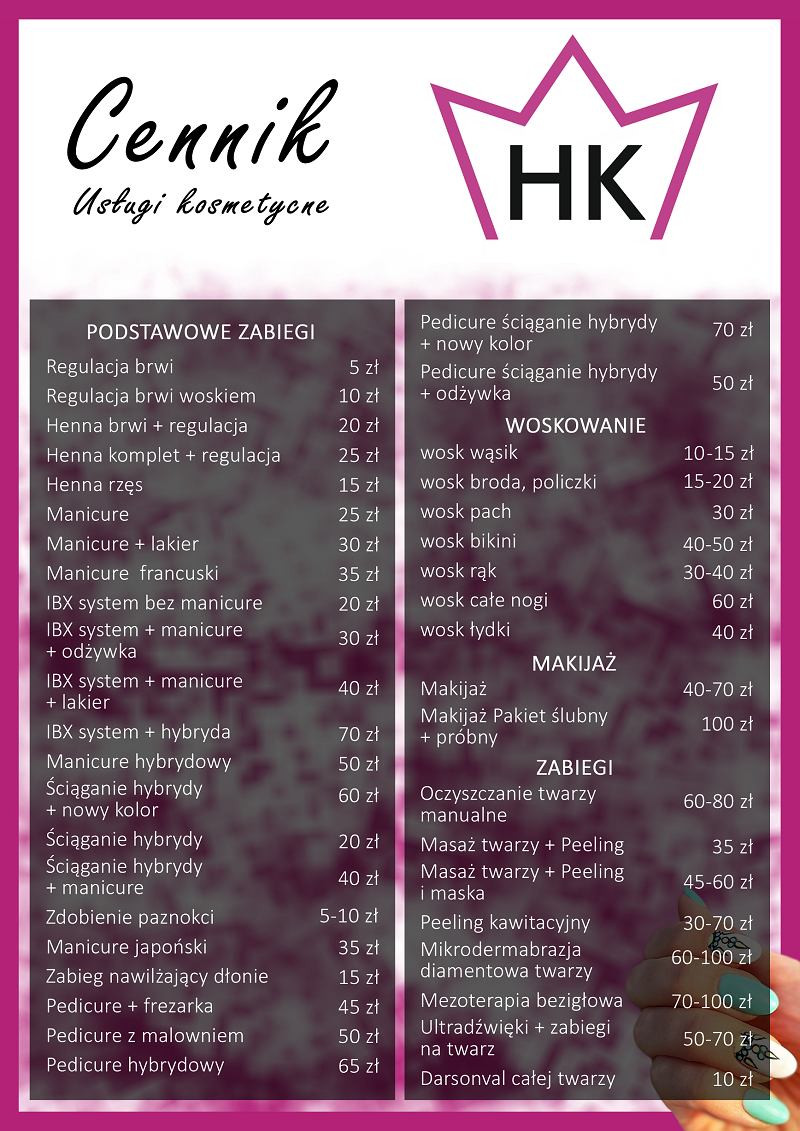 Cennik
Usługi kosmetycne
HK
PODSTAWOWE ZABIEGI
Regulacja brwi 5 zł
Regulacja brwi woskiem 10 zł
Henna brwi + regulacja 20 zł
Henna komplet + regulacja 25 zł
Henna rzęs 15 zł
Manicure 25 zł
Manicure + lakier 30 zł
Manicure francuski 35 zł
IBX system bez manicure 20 zł
IBX system + manicure
+ odżywka 30 zł
IBX system + manicure
+ lakier 40 zł
IBX system + hybryda 70 zł
Manicure hybrydowy 50 zł
Ściąganie hybrydy
+ nowy kolor 60 zł
Ściąganie hybrydy 20 zł
Ściąganie hybrydy
+ manicure 40 zł
Zdobienie paznokci 5-10 zł
Manicure japoński 35 zł
Zabieg nawilżający dłonie 15 zł
Pedicure + frezarka 45 zł
Pedicure z malowniem 50 zł
Pedicure hybrydowy 65 zł
Pedicure ściąganie hybrydy
+ nowy kolor 70 zł
Pedicure ściąganie hybrydy
+ odżywka 50 zł
WOSKOWANIE
wosk wąsik 10-15 zł
wosk broda, policzki 15-20 zł
wosk pach 30 zł
wosk bikini 40-50 zł
wosk rąk 30-40 zł
wosk całe nogi 60 zł
wosk łydki 40 zł
MAKIJAŻ
Makijaż 40-70 zł
Makijaż Pakiet ślubny
+ próbny 100 zł
ZABIEGI
Oczyszczanie twarzy
manualne 60-80 zł
Masaż twarzy + Peeling 35 zł
Masaż twarzy + Peeling
i maska 45-60 zł
Peeling kawitacyjny 30-70 zł
Mikrodermabrazja
diamentowa twarzy 60-100 zł
Mezoterapia bezigłowa 70-100 zł
Ultradźwięki + zabiegi
na twarz 50-70 zł
Darsonval całej twarzy 10 zł